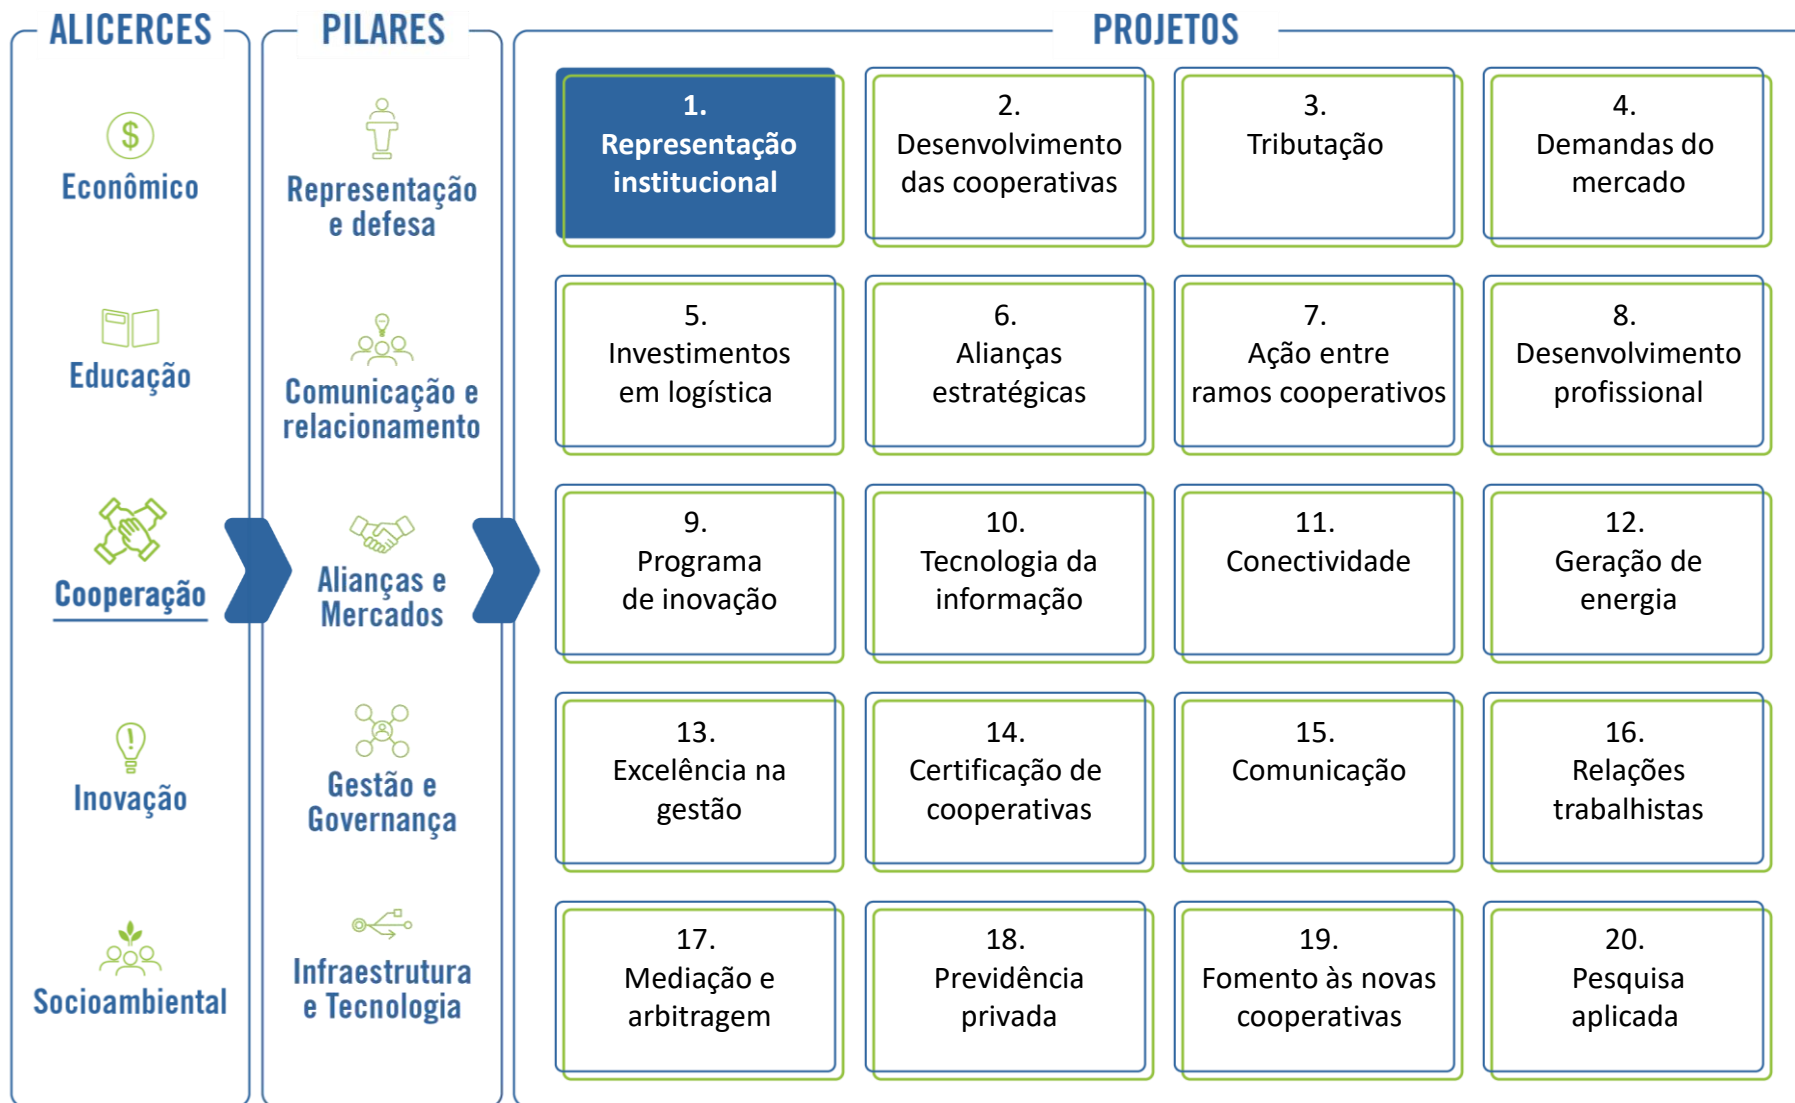 ALICERCES
Econômico
Educação
Cooperação
Inovação
Socioambiental
PILARES
Representação
e defesa
Comunicação e
relacionamento
Alianças e
Mercados
Gestão e
Governança
Infraestrutura
e Tecnologia
PROJETOS
1.
Representação
institucional
2.
Desenvolvimento
das cooperativas
3.
Tributação
4.
Demandas do
mercado
5.
Investimentos
em logística
6.
Alianças
estratégicas
7.
Ação entre
ramos cooperativos
8.
Desenvolvimento
profissional
9.
Programa
de inovação
10.
Tecnologia da
informação
11.
Conectividade
12.
Geração de
energia
13.
Excelência na
gestão
14.
Certificação de
cooperativas
15.
Comunicação
16.
Relações
trabalhistas
17.
Mediação e
arbitragem
18.
Previdência
privada
19.
Fomento às novas
cooperativas
20.
Pesquisa
aplicada